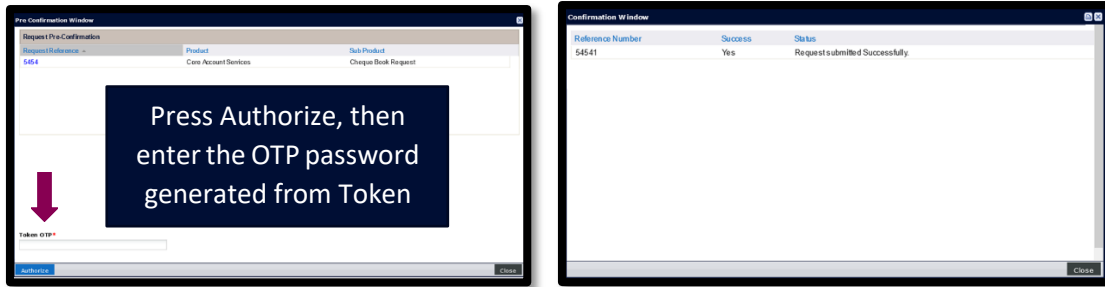 Pre Confirmation Window
Request Pre-Confirmation
Request Reference Product Sub Product
5454 Core Account Services Cheque Book Request
Press Authorize, then
enter the OTP password
generated from Token
Token OTP*
Authorize Close
Confirmation Window
Reference Number Success Status
54541 Yes Request submitted Successfully.
Close